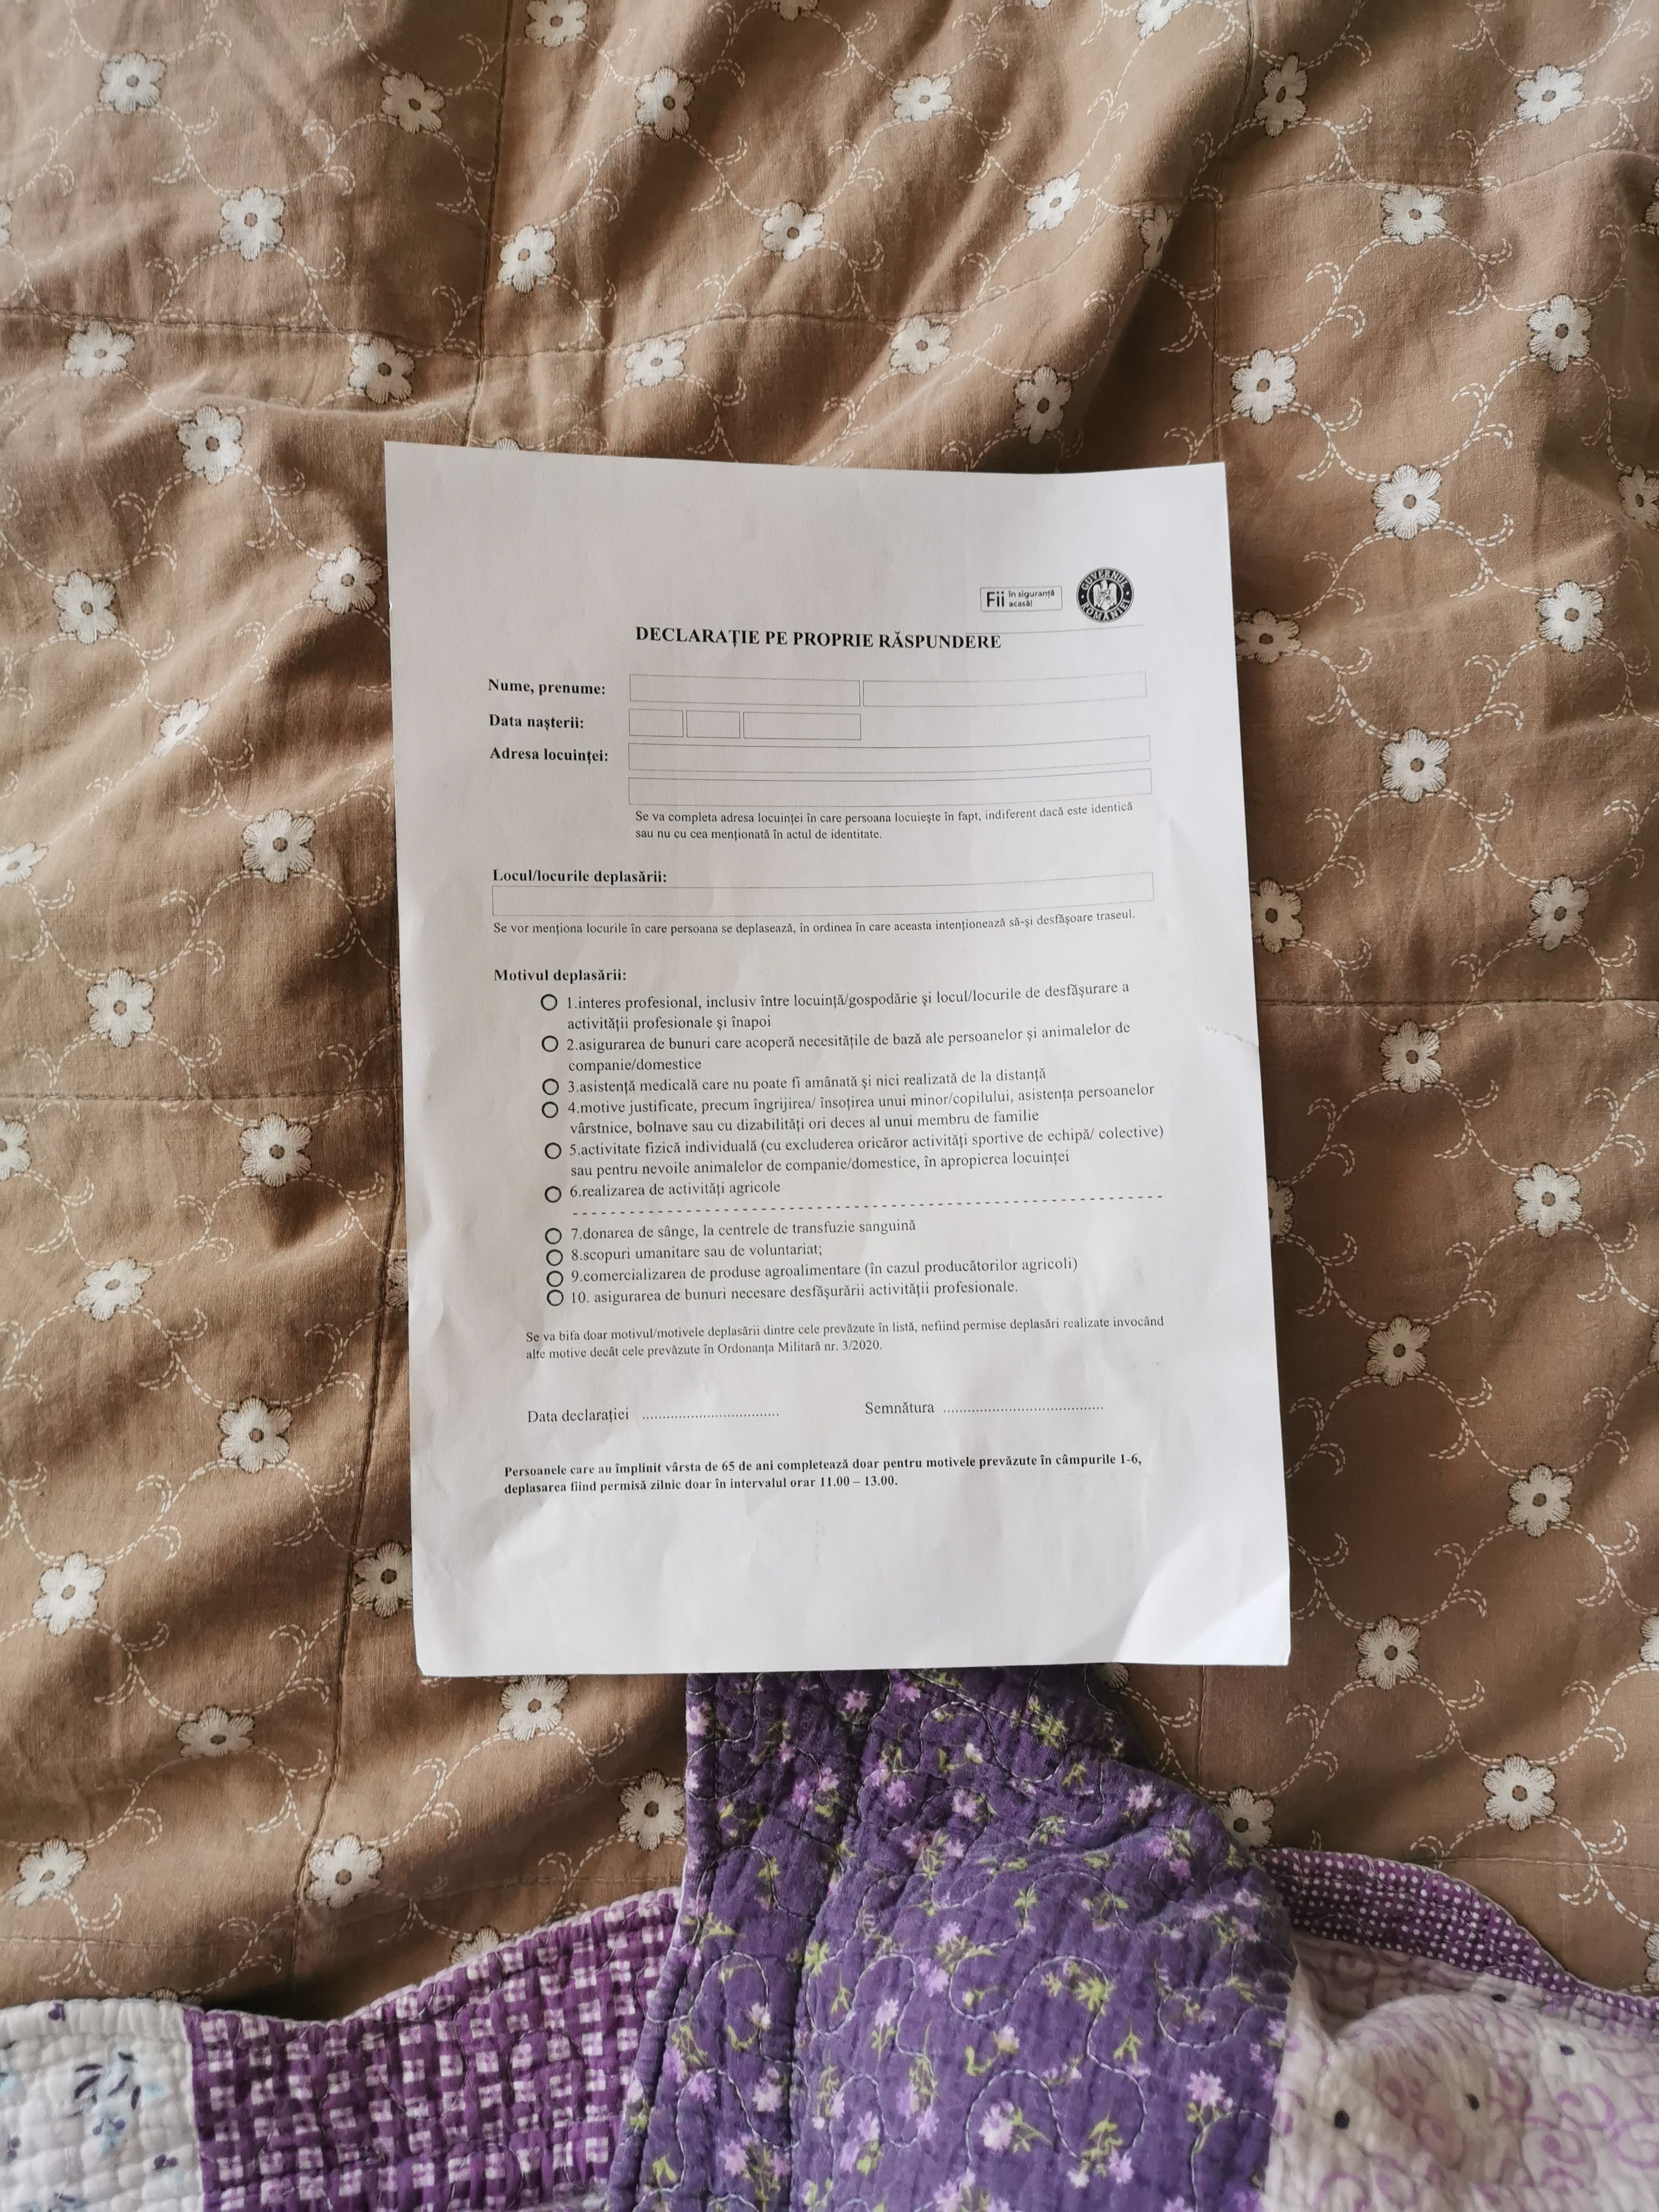 Fii în siguranță
acasă!
GUVERNUL ROMÂNIEI
DECLARAȚIE PE PROPRIE RĂSPUNDERE
Nume, prenume:
Data nașterii:
Adresa locuinței:
Se va completa adresa locuinței în care persoana locuiește în fapt, indiferent dacă este identică
sau nu cu cea menționată în actul de identitate.
Locul/locurile deplasării:
Se vor menționa locurile în care persoana se deplasează, în ordinea în care aceasta intenționează să-și desfășoare traseul.
Motivul deplasării:
1.interes profesional, inclusiv între locuință/gospodărie și locul/locurile de desfășurare a
activității profesionale și înapoi
2.asigurarea de bunuri care acoperă necesitățile de bază ale persoanelor și animalelor de
companie/domestice
3.asistență medicală care nu poate fi amânată și nici realizată de la distanță
4.motive justificate, precum îngrijirea/ însoțirea unui minor/copilului, asistența persoanelor
vârstnice, bolnave sau cu dizabilități ori deces al unui membru de familie
5.activitate fizică individuală (cu excluderea oricăror activități sportive de echipă/ colective)
sau pentru nevoile animalelor de companie/domestice, în apropierea locuinței
6.realizarea de activități agricole
7.donarea de sânge, la centrele de transfuzie sanguină
8.scopuri umanitare sau de voluntariat;
9.comercializarea de produse agroalimentare (în cazul producătorilor agricoli)
10. asigurarea de bunuri necesare desfășurării activității profesionale.
Se va bifa doar motivul/motivele deplasării dintre cele prevăzute în listă, nefiind permise deplasări realizate invocând
alte motive decât cele prevăzute în Ordonanța Militară nr. 3/2020.
Data declarației .................................. Semnătura ........................................
Persoanele care au împlinit vârsta de 65 de ani completează doar pentru motivele prevăzute în câmpurile 1-6,
deplasarea fiind permisă zilnic doar în intervalul orar 11.00 – 13.00.